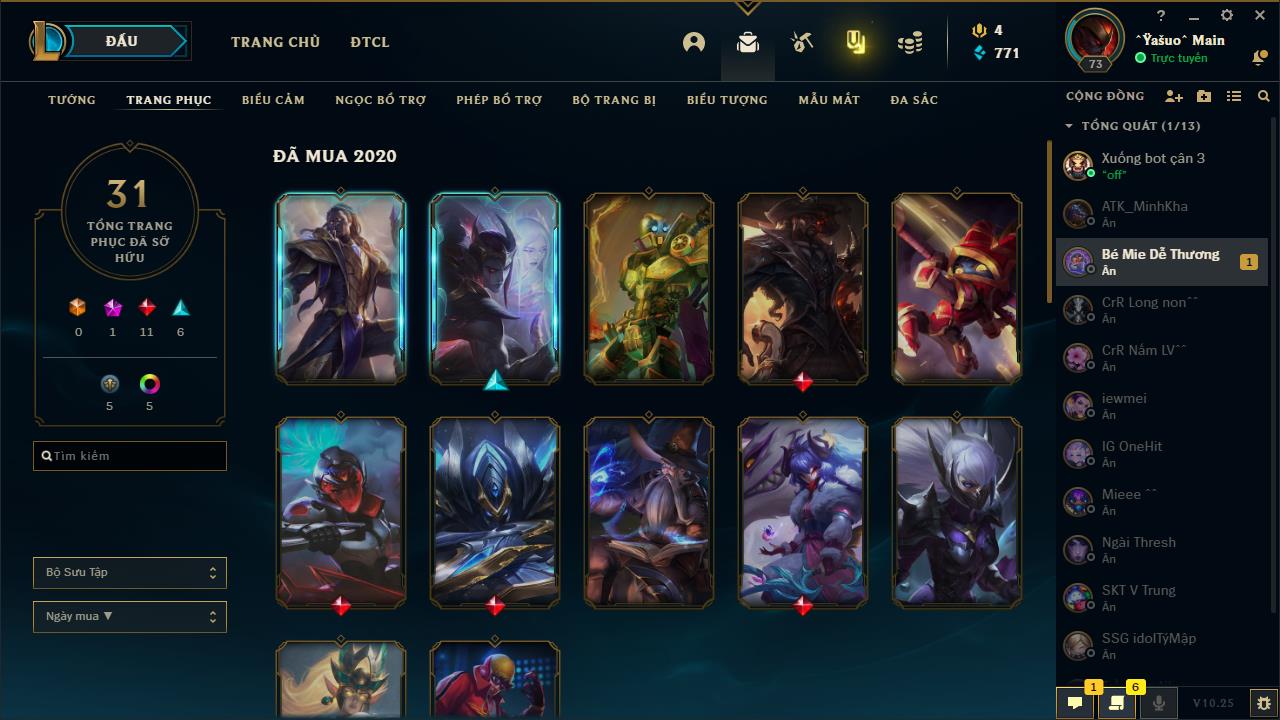 ĐẤU
TRANG CHỦ
ĐTCL
4
771
?
73
ˆŸašuoˆ Main
Trực tuyến
TƯỚNG
TRANG PHỤC
BIỂU CẢM
NGỌC BỔ TRỢ
PHÉP BỔ TRỢ
BỘ TRANG BỊ
BIỂU TƯỢNG
MẪU MẮT
ĐA SẮC
CỘNG ĐỒNG
TỔNG QUÁT (1/13)
31
TỔNG TRANG
PHỤC ĐÃ SỞ
HỮU
0
1
11
6
5
5
Tìm kiếm
Bộ Sưu Tập
Ngày mua ▼
ĐÃ MUA 2020
Xuống bot cân 3
"off"
ATK_MinhKha
Ẩn
Bé Mie Dễ Thương
Ẩn
1
CrR Long nonˆˆ
Ẩn
CrR Nấm LVˆˆ
Ẩn
iewmei
Ẩn
IG OneHit
Ẩn
Mieee ˆˆ
Ẩn
Ngài Thresh
Ẩn
SKT V Trung
Ẩn
SSG idolTỷMập
Ẩn
1
6
V10.25